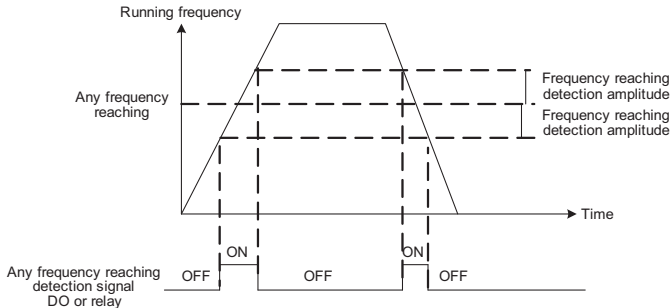 Running frequency
Frequency reaching
detection amplitude
Any frequency
reaching
Frequency reaching
detection amplitude
Time
ON
ON
Any frequency reaching
detection signal
DO or relay
OFF
OFF
OFF